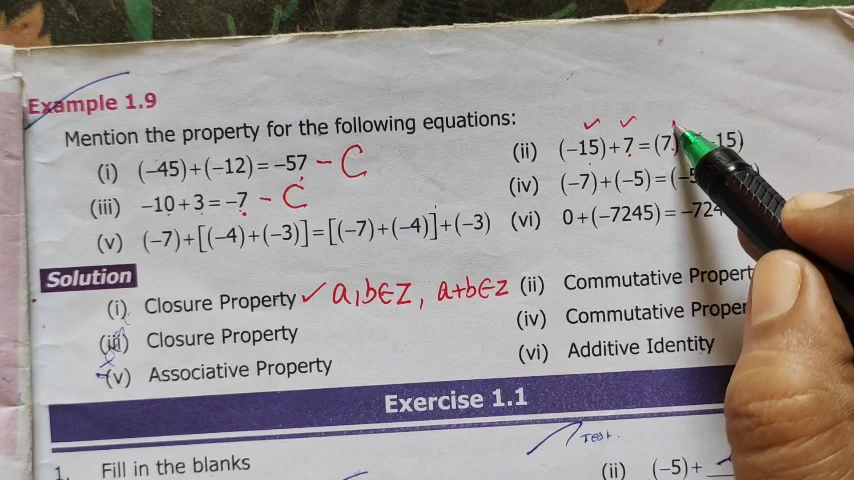 Example 1.9
Mention the property for the following equations:
(i) (–45)+(–12) = –57 – C
(ii) (–15)+7 = (7) –15)
(iii) –10+3 = –7 – C
(iv) (–7)+(–5) = (–5
(v) (–7)+[(–4)+(–3)] = [(–7)+(–4)]+(–3)
(vi) 0+(–7245) = –724
Solution
(i) Closure Property ✓ a,b∈Z, a+b∈Z
(ii) Commutative Propert
(iii) Closure Property
(iv) Commutative Proper
(v) Associative Property
(vi) Additive Identity
Exercise 1.1
TEST.
1. Fill in the blanks
(ii) (–5)+